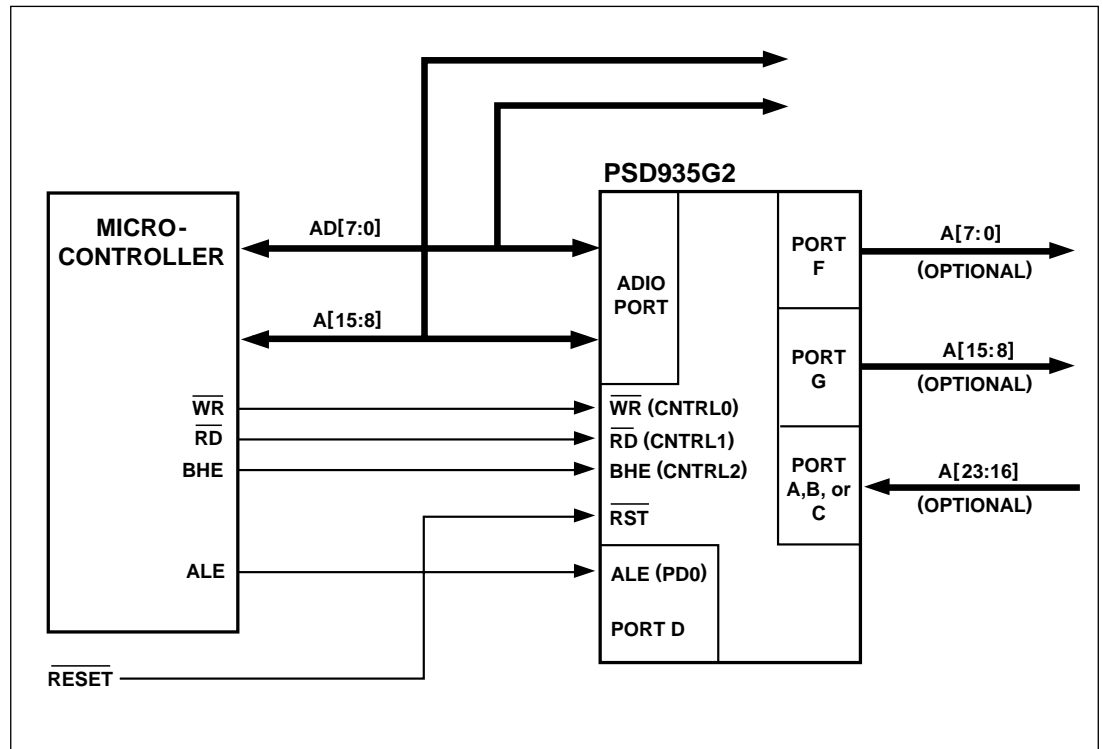 PSD935G2
MICRO-
CONTROLLER
AD[7:0]
A[15:8]
WR
RD
BHE
ALE
RESET
ADIO
PORT
WR (CNTRL0)
RD (CNTRL1)
BHE (CNTRL2)
RST
ALE (PD0)
PORT D
PORT
F
PORT
G
PORT
A,B, or
C
A[7:0]
(OPTIONAL)
A[15:8]
(OPTIONAL)
A[23:16]
(OPTIONAL)